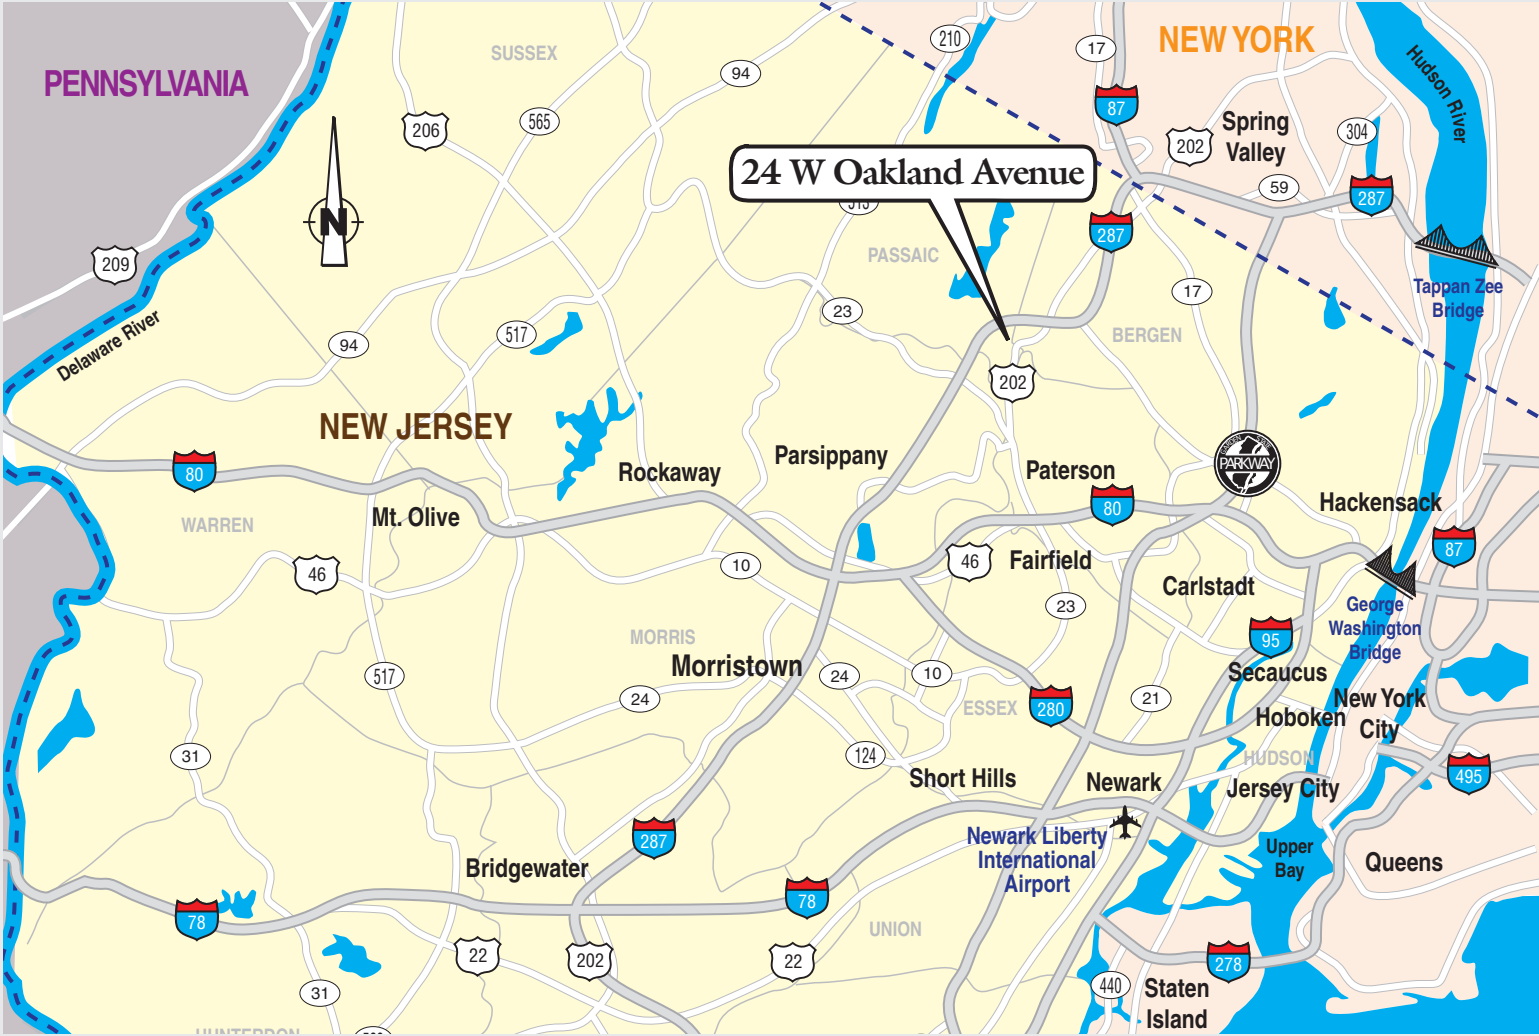 NEW YORK
210
17
Hudson River
SUSSEX
94
PENNSYLVANIA
87
565
206
Spring
Valley
304
202
24 W Oakland Avenue
59
287
513
N
287
PASSAIC
209
Tappan Zee
Bridge
17
23
Delaware River
94
517
BERGEN
202
NEW JERSEY
GARDEN STATE
PARKWAY
Parsippany
Rockaway
Paterson
80
80
Hackensack
Mt. Olive
WARREN
87
46
10
46
Fairfield
Carlstadt
23
George
Washington
Bridge
MORRIS
95
Morristown
Secaucus
517
24
10
24
ESSEX
280
21
New York
City
Hoboken
31
124
HUDSON
495
Short Hills
Newark
Jersey City
287
Newark Liberty
International
Airport
Upper
Bay
Queens
Bridgewater
78
78
UNION
22
202
22
278
31
440
Staten
Island
HUNTERDON